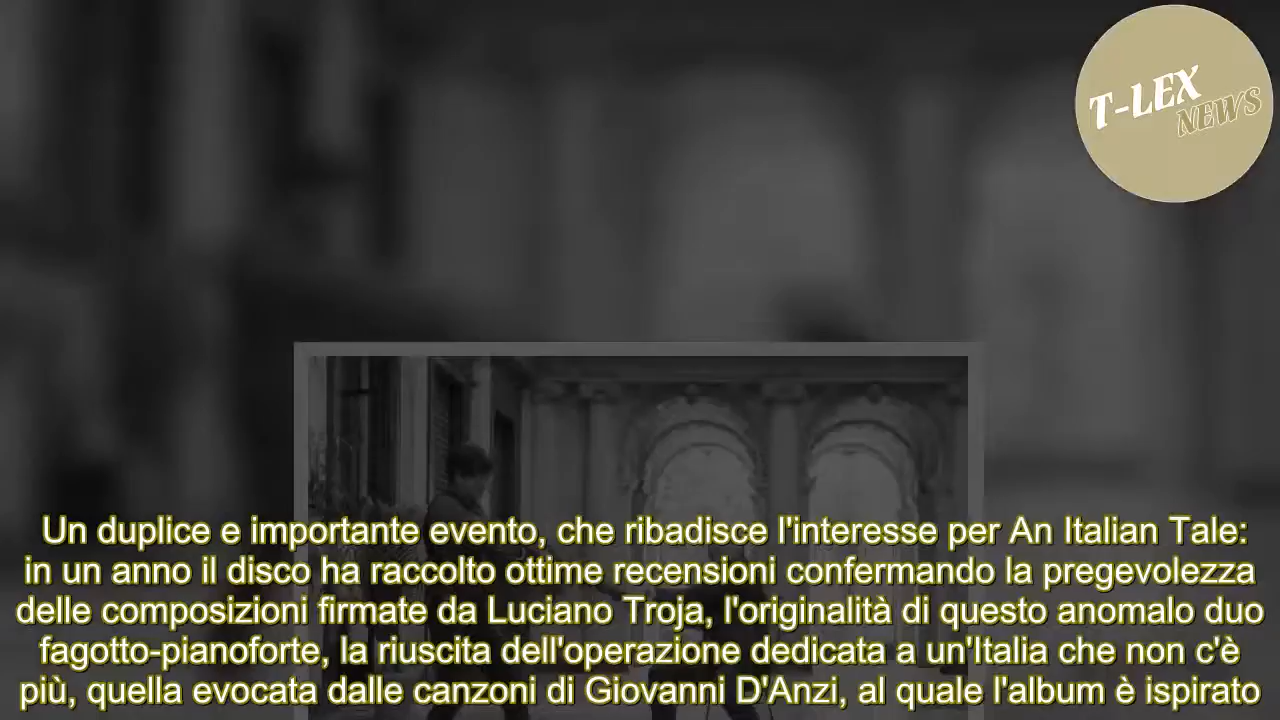 T-LEX
NEWS
Un duplice e importante evento, che ribadisce l'interesse per An Italian Tale:
in un anno il disco ha raccolto ottime recensioni confermando la pregevolezza
delle composizioni firmate da Luciano Troja, l'originalità di questo anomalo duo
fagotto-pianoforte, la riuscita dell'operazione dedicata a un'Italia che non c'è
più, quella evocata dalle canzoni di Giovanni D'Anzi, al quale l'album è ispirato